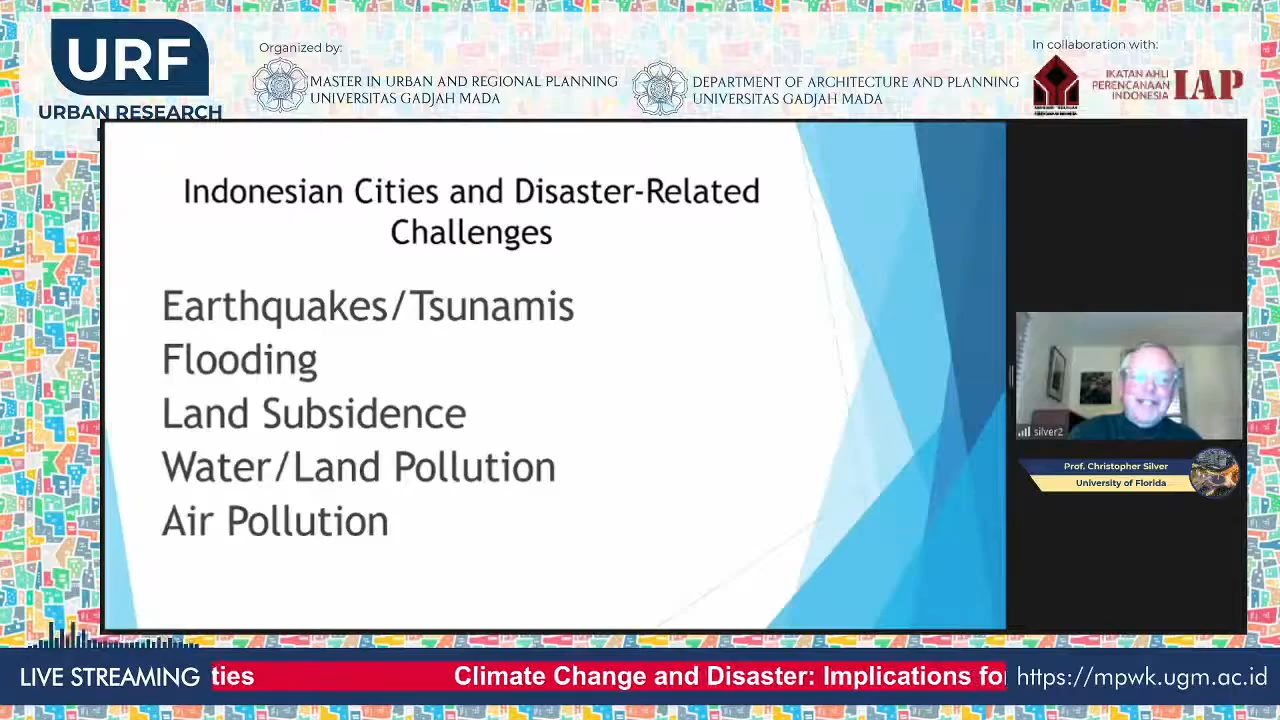 URF
URBAN RESEARCH
Organized by:
MASTER IN URBAN AND REGIONAL PLANNING
UNIVERSITAS GADJAH MADA
DEPARTMENT OF ARCHITECTURE AND PLANNING
UNIVERSITAS GADJAH MADA
In collaboration with:
IKATAN AHLI
PERENCANAAN
INDONESIA
IAP
Indonesian Cities and Disaster-Related
Challenges
Earthquakes/Tsunamis
Flooding
Land Subsidence
Water/Land Pollution
Air Pollution
silver2
Prof. Christopher Silver
University of Florida
LIVE STREAMING
ties
Climate Change and Disaster: Implications for
https://mpwk.ugm.ac.id